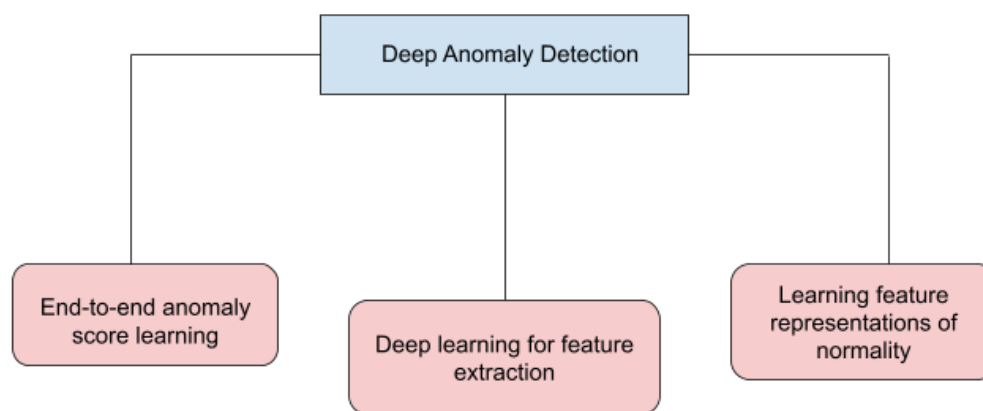 Deep Anomaly Detection
End-to-end anomaly
score learning
Deep learning for feature
extraction
Learning feature
representations of
normality